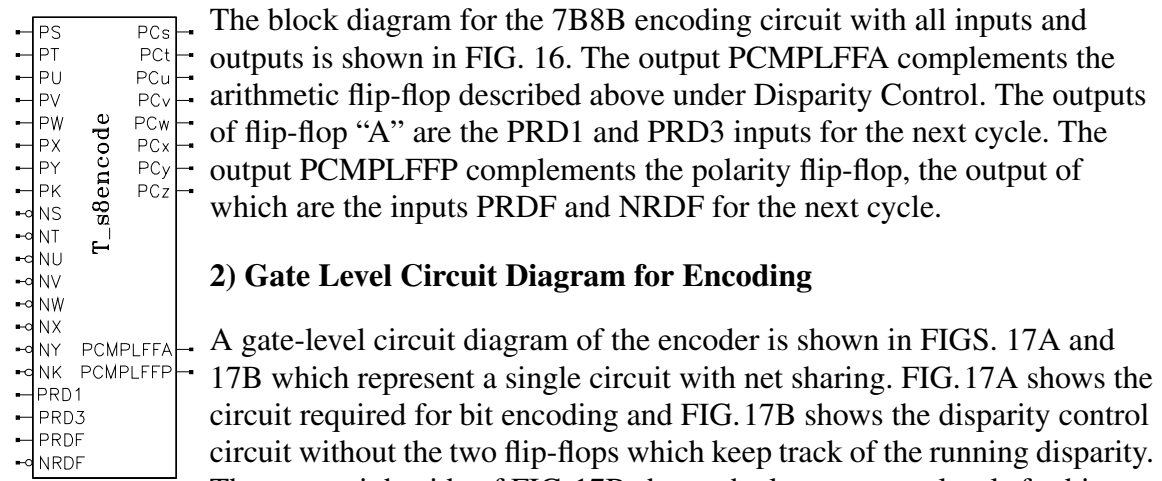 PS PCs
PT PCt
PU PCu
PV PCv
PW PCw
PX PCx
PY PCy
PK PCz
NS
NT
NU
NV
NW
NX
NY PCMPLFFA
NK PCMPLFFP
PRD1
PRD3
PRDF
NRDF
T_s8encode
The block diagram for the 7B8B encoding circuit with all inputs and
outputs is shown in FIG. 16. The output PCMPLFFA complements the
arithmetic flip-flop described above under Disparity Control. The outputs
of flip-flop “A” are the PRD1 and PRD3 inputs for the next cycle. The
output PCMPLFFP complements the polarity flip-flop, the output of
which are the inputs PRDF and NRDF for the next cycle.
2) Gate Level Circuit Diagram for Encoding
A gate-level circuit diagram of the encoder is shown in FIGS. 17A and
17B which represent a single circuit with net sharing. FIG.17A shows the
circuit required for bit encoding and FIG.17B shows the disparity control
circuit without the two flip-flops which keep track of the running disparity.